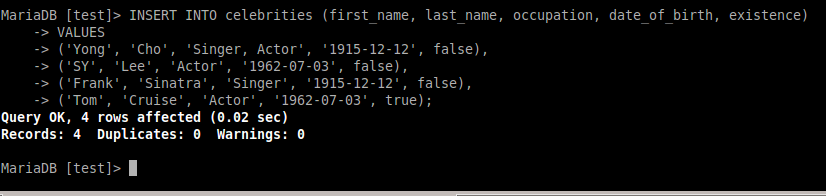 MariaDB [test]> INSERT INTO celebrities (first_name, last_name, occupation, date_of_birth, existence)
-> VALUES
-> ('Yong', 'Cho', 'Singer, Actor', '1915-12-12', false),
-> ('SY', 'Lee', 'Actor', '1962-07-03', false),
-> ('Frank', 'Sinatra', 'Singer', '1915-12-12', false),
-> ('Tom', 'Cruise', 'Actor', '1962-07-03', true);
Query OK, 4 rows affected (0.02 sec)
Records: 4  Duplicates: 0  Warnings: 0
MariaDB [test]>